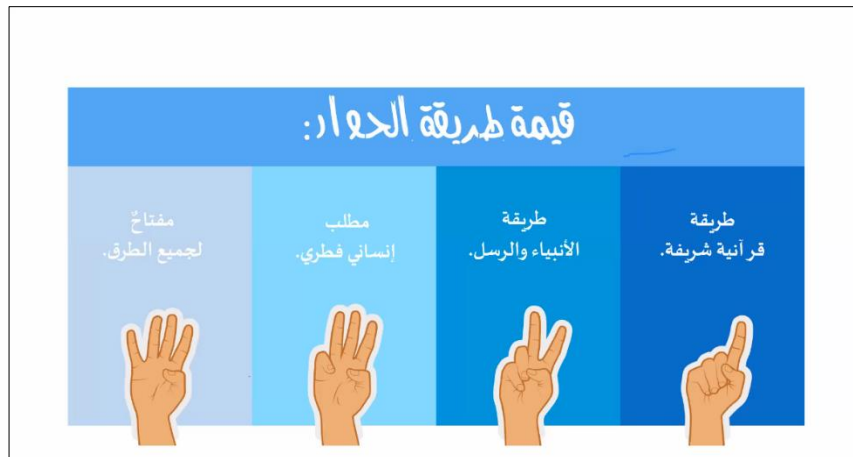 قيمة طريقة الحوار:
طريقة
قرآنية شريفة.
طريقة
الأنبياء والرسل.
مطلب
إنساني فطري.
مفتاحٌ
لجميع الطرق.